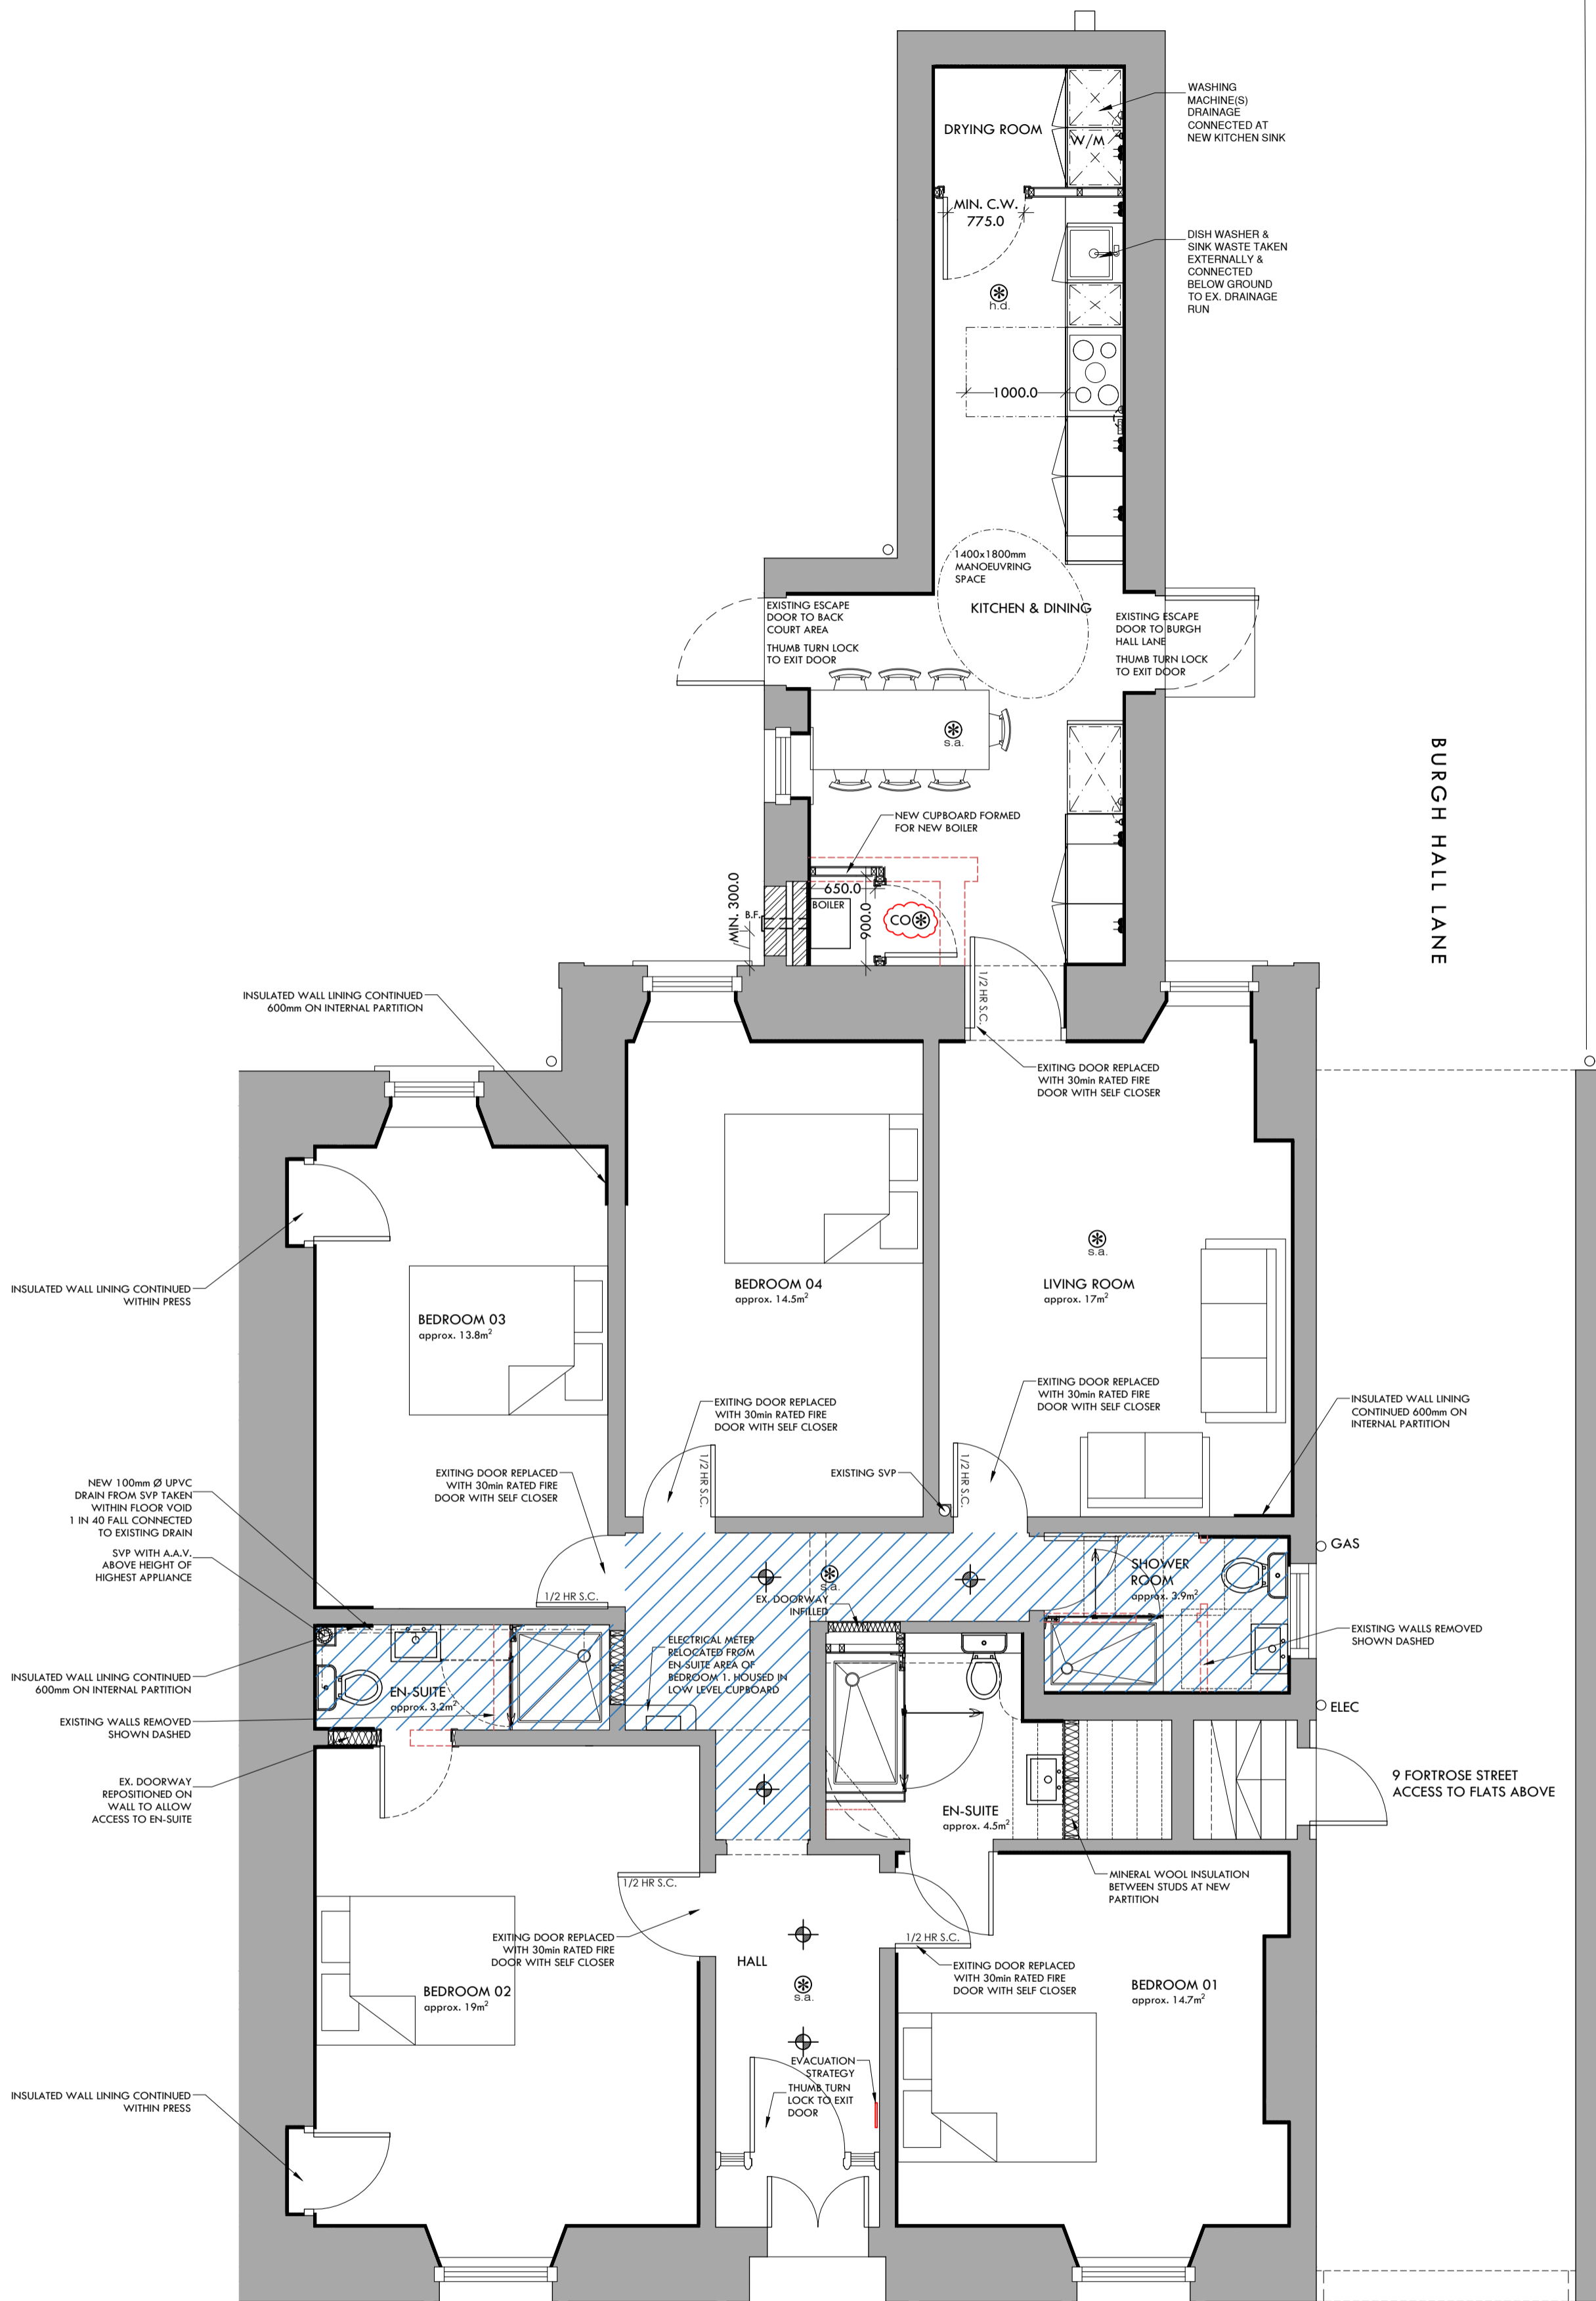 WASHING
MACHINE(S)
DRAINAGE
CONNECTED AT
NEW KITCHEN SINK
DRYING ROOM
W/M
MIN. C.W.
775.0
DISH WASHER &
SINK WASTE TAKEN
EXTERNALLY &
CONNECTED
BELOW GROUND
TO EX. DRAINAGE
RUN
h.d.
1000.0
1400x1800mm
MANOEUVRING
SPACE
KITCHEN & DINING
EXISTING ESCAPE
DOOR TO BACK
COURT AREA
THUMB TURN LOCK
TO EXIT DOOR
EXISTING ESCAPE
DOOR TO BURGH
HALL LANE
THUMB TURN LOCK
TO EXIT DOOR
s.a.
BURGH HALL LANE
NEW CUPBOARD FORMED
FOR NEW BOILER
MIN. 300.0
B.F.
650.0
BOILER
900.0
CO
1/2 HR S.C.
INSULATED WALL LINING CONTINUED
600mm ON INTERNAL PARTITION
EXITING DOOR REPLACED
WITH 30min RATED FIRE
DOOR WITH SELF CLOSER
s.a.
INSULATED WALL LINING CONTINUED
WITHIN PRESS
BEDROOM 03
approx. 13.8m²
BEDROOM 04
approx. 14.5m²
LIVING ROOM
approx. 17m²
EXITING DOOR REPLACED
WITH 30min RATED FIRE
DOOR WITH SELF CLOSER
EXITING DOOR REPLACED
WITH 30min RATED FIRE
DOOR WITH SELF CLOSER
INSULATED WALL LINING
CONTINUED 600mm ON
INTERNAL PARTITION
EXITING DOOR REPLACED
WITH 30min RATED FIRE
DOOR WITH SELF CLOSER
1/2 HR S.C.
EXISTING SVP
1/2 HR S.C.
NEW 100mm Ø UPVC
DRAIN FROM SVP TAKEN
WITHIN FLOOR VOID
1 IN 40 FALL CONNECTED
TO EXISTING DRAIN
SVP WITH A.A.V.
ABOVE HEIGHT OF
HIGHEST APPLIANCE
1/2 HR S.C.
s.a.
EX. DOORWAY
INFILLED
SHOWER
ROOM
approx. 3.9m²
GAS
EXISTING WALLS REMOVED
SHOWN DASHED
ELECTRICAL METER
RELOCATED FROM
EN-SUITE AREA OF
BEDROOM 1. HOUSED IN
LOW LEVEL CUPBOARD
INSULATED WALL LINING CONTINUED
600mm ON INTERNAL PARTITION
EN-SUITE
approx. 3.2m²
EXISTING WALLS REMOVED
SHOWN DASHED
ELEC
EX. DOORWAY
REPOSITIONED ON
WALL TO ALLOW
ACCESS TO EN-SUITE
EN-SUITE
approx. 4.5m²
9 FORTROSE STREET
ACCESS TO FLATS ABOVE
MINERAL WOOL INSULATION
BETWEEN STUDS AT NEW
PARTITION
1/2 HR S.C.
EXITING DOOR REPLACED
WITH 30min RATED FIRE
DOOR WITH SELF CLOSER
1/2 HR S.C.
HALL
s.a.
EXITING DOOR REPLACED
WITH 30min RATED FIRE
DOOR WITH SELF CLOSER
BEDROOM 02
approx. 19m²
BEDROOM 01
approx. 14.7m²
EVACUATION
STRATEGY
THUMB TURN
LOCK TO EXIT
DOOR
INSULATED WALL LINING CONTINUED
WITHIN PRESS